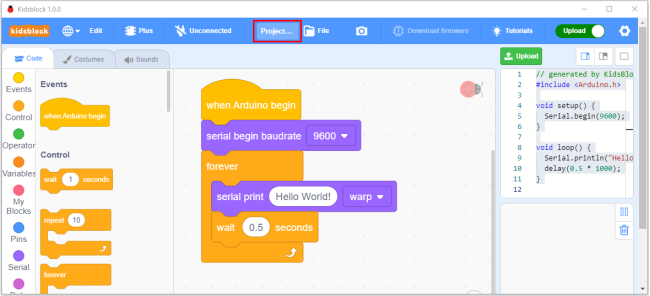 Kidsblock 1.0.0
kidsblock
Edit
Plus
Unconnected
Project...
File
Download firmware
Tutorials
Upload
Code
Costumes
Sounds
Upload
Events
Control
Operator
Variables
My
Blocks
Pins
Serial
Events
when Arduino begin
Control
wait 1 seconds
repeat 10
forever
when Arduino begin
serial begin baudrate 9600
forever
serial print Hello World! warp
wait 0.5 seconds
1 // generated by KidsBlo
2 #include <Arduino.h>
3
4 void setup() {
5 Serial.begin(9600);
6 }
7
8 void loop() {
9 Serial.println("Hello
10 delay(0.5 * 1000);
11 }
12